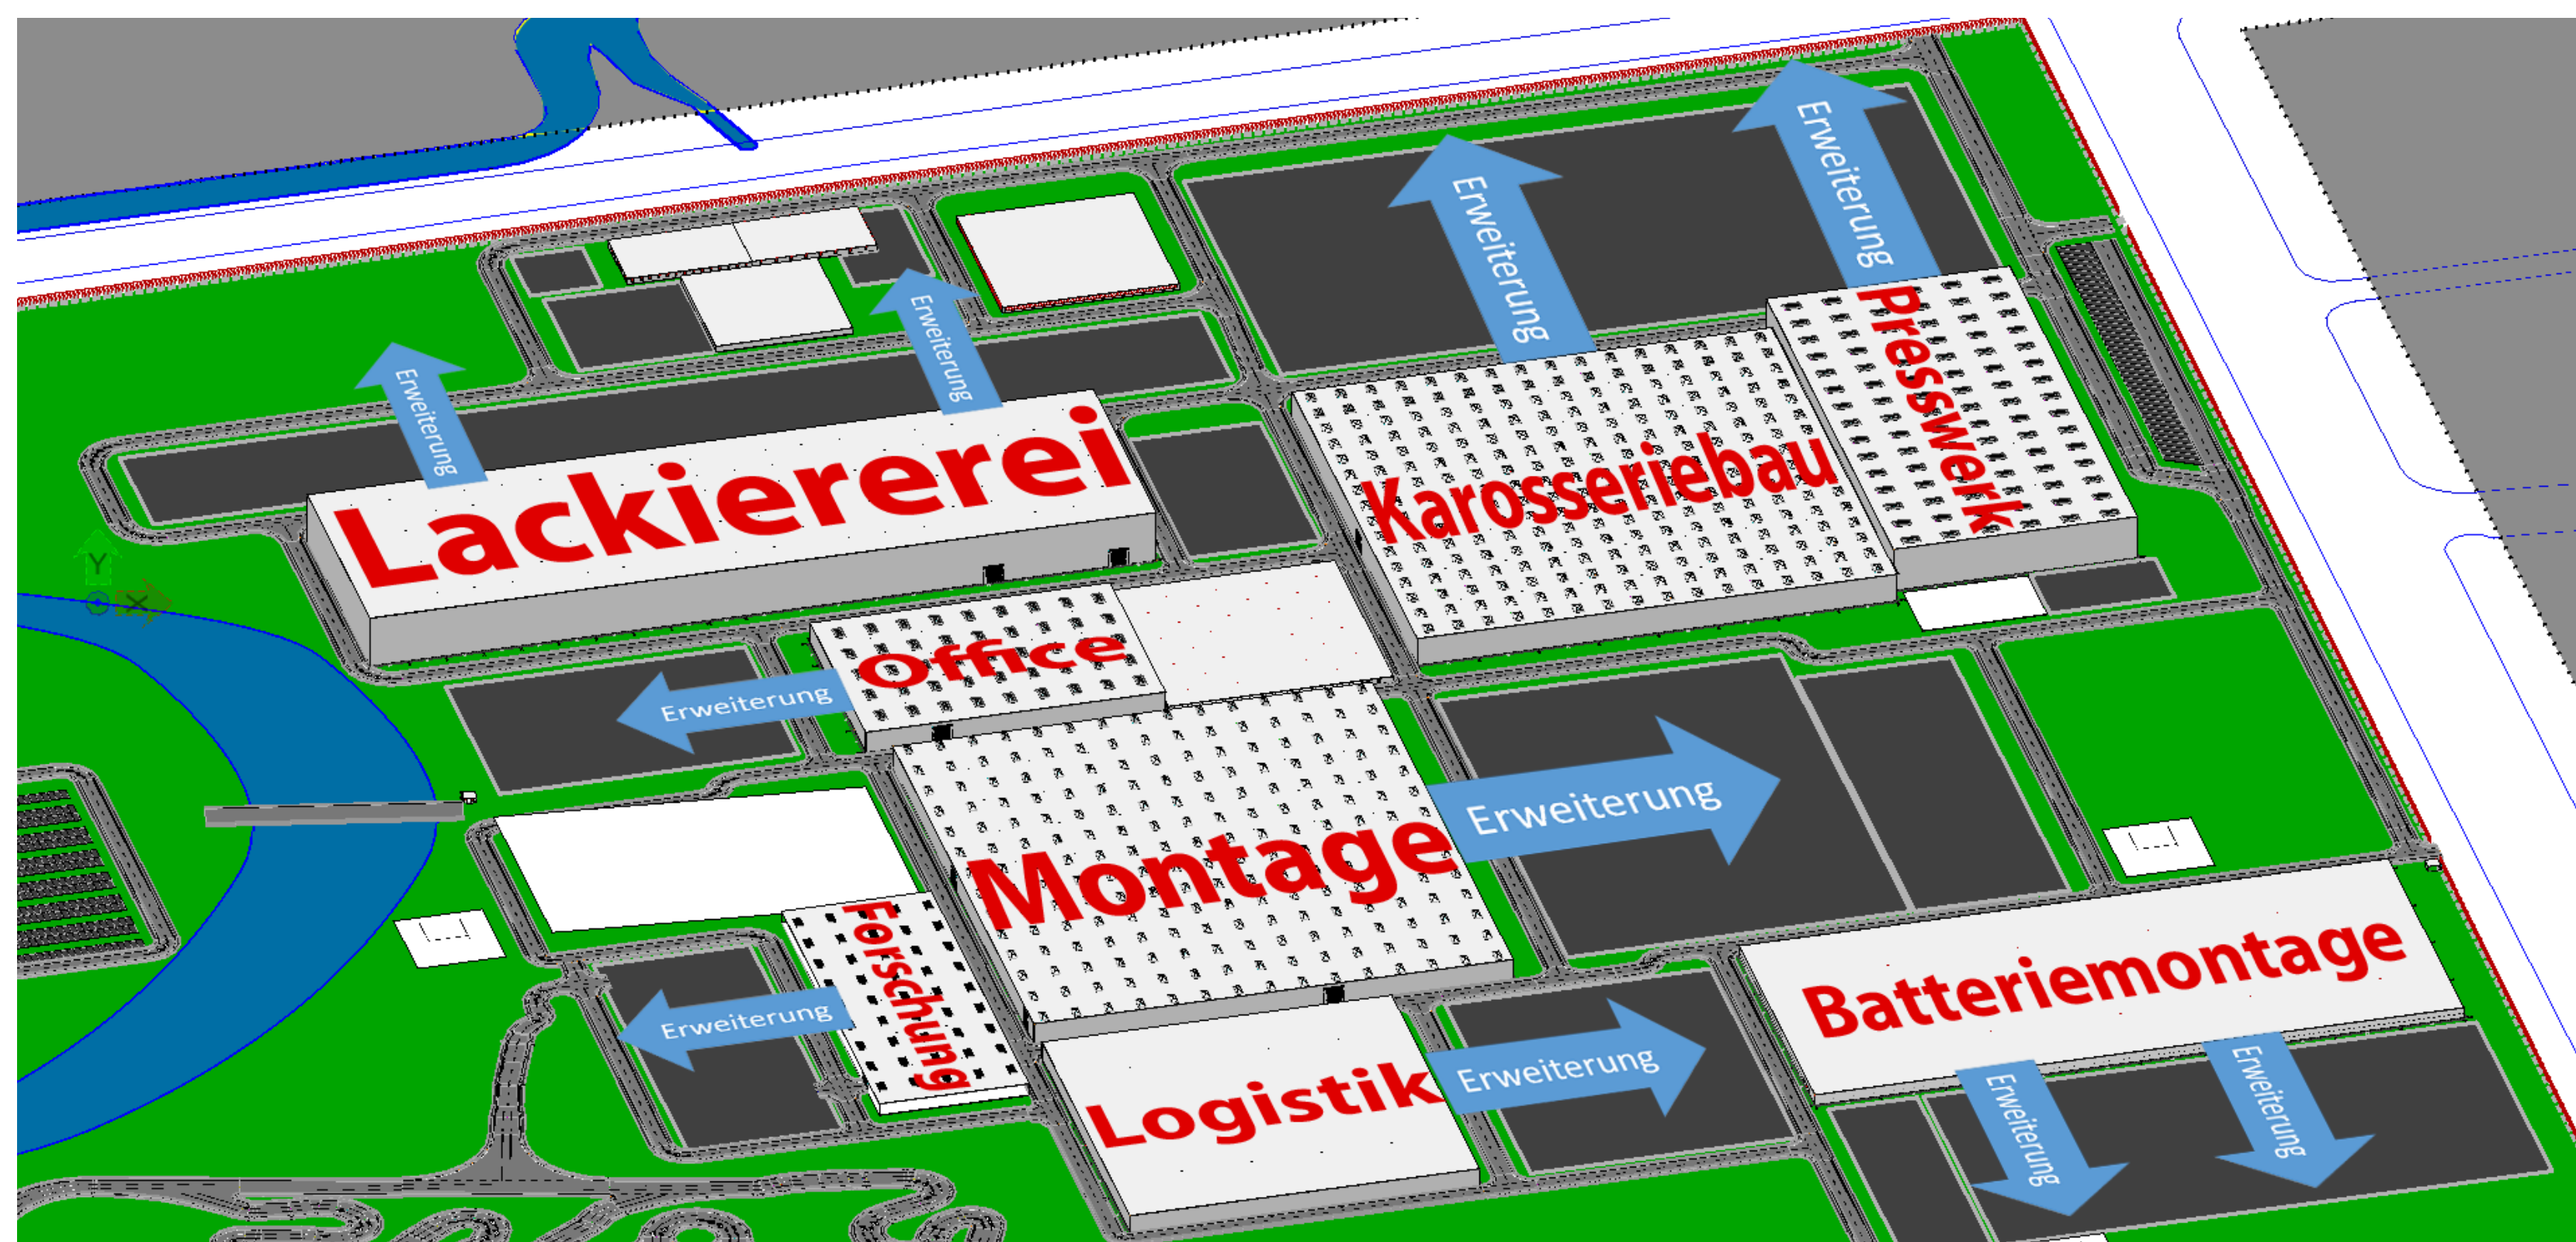 Erweiterung
Erweiterung
Erweiterung
Erweiterung
Presswerk
Karosseriebau
Lackiererei
Office
Erweiterung
Y
X
Erweiterung
Montage
Forschung
Erweiterung
Batteriemontage
Logistik
Erweiterung
Erweiterung
Erweiterung